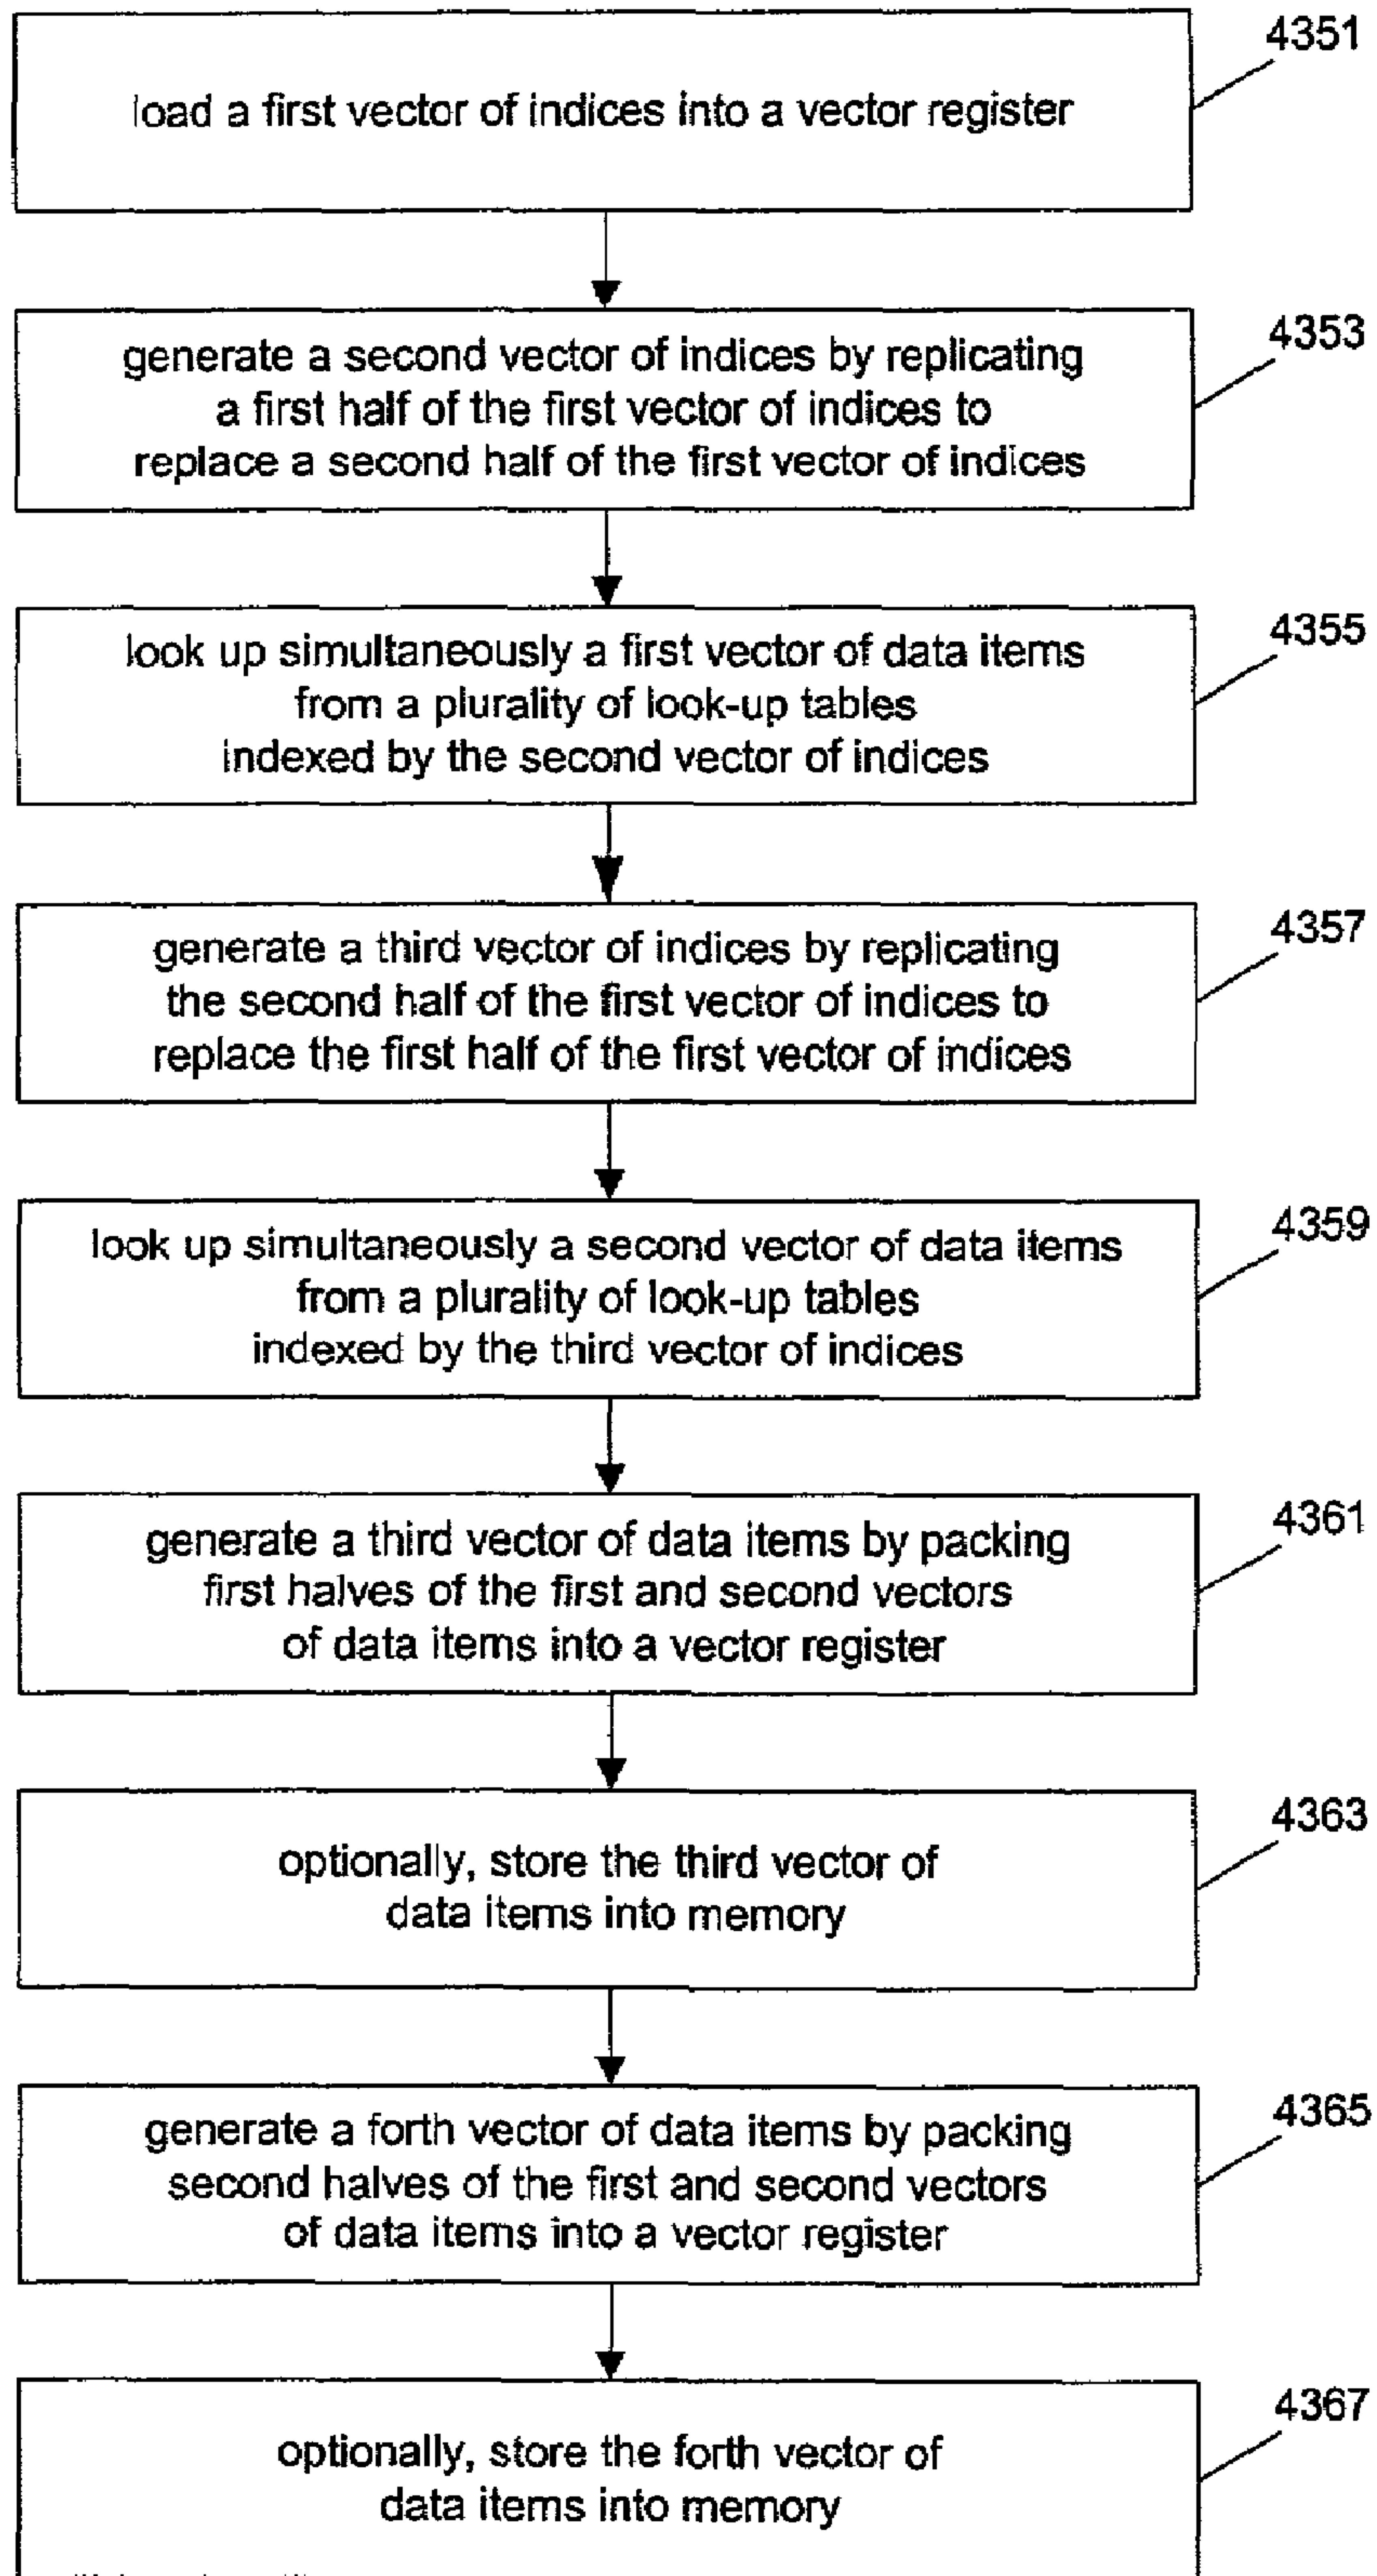 4351
load a first vector of indices into a vector register
4353
generate a second vector of indices by replicating
a first half of the first vector of indices to
replace a second half of the first vector of indices
4355
look up simultaneously a first vector of data items
from a plurality of look-up tables
indexed by the second vector of indices
4357
generate a third vector of indices by replicating
the second half of the first vector of indices to
replace the first half of the first vector of indices
4359
look up simultaneously a second vector of data items
from a plurality of look-up tables
indexed by the third vector of indices
4361
generate a third vector of data items by packing
first halves of the first and second vectors
of data items into a vector register
4363
optionally, store the third vector of
data items into memory
4365
generate a forth vector of data items by packing
second halves of the first and second vectors
of data items into a vector register
4367
optionally, store the forth vector of
data items into memory